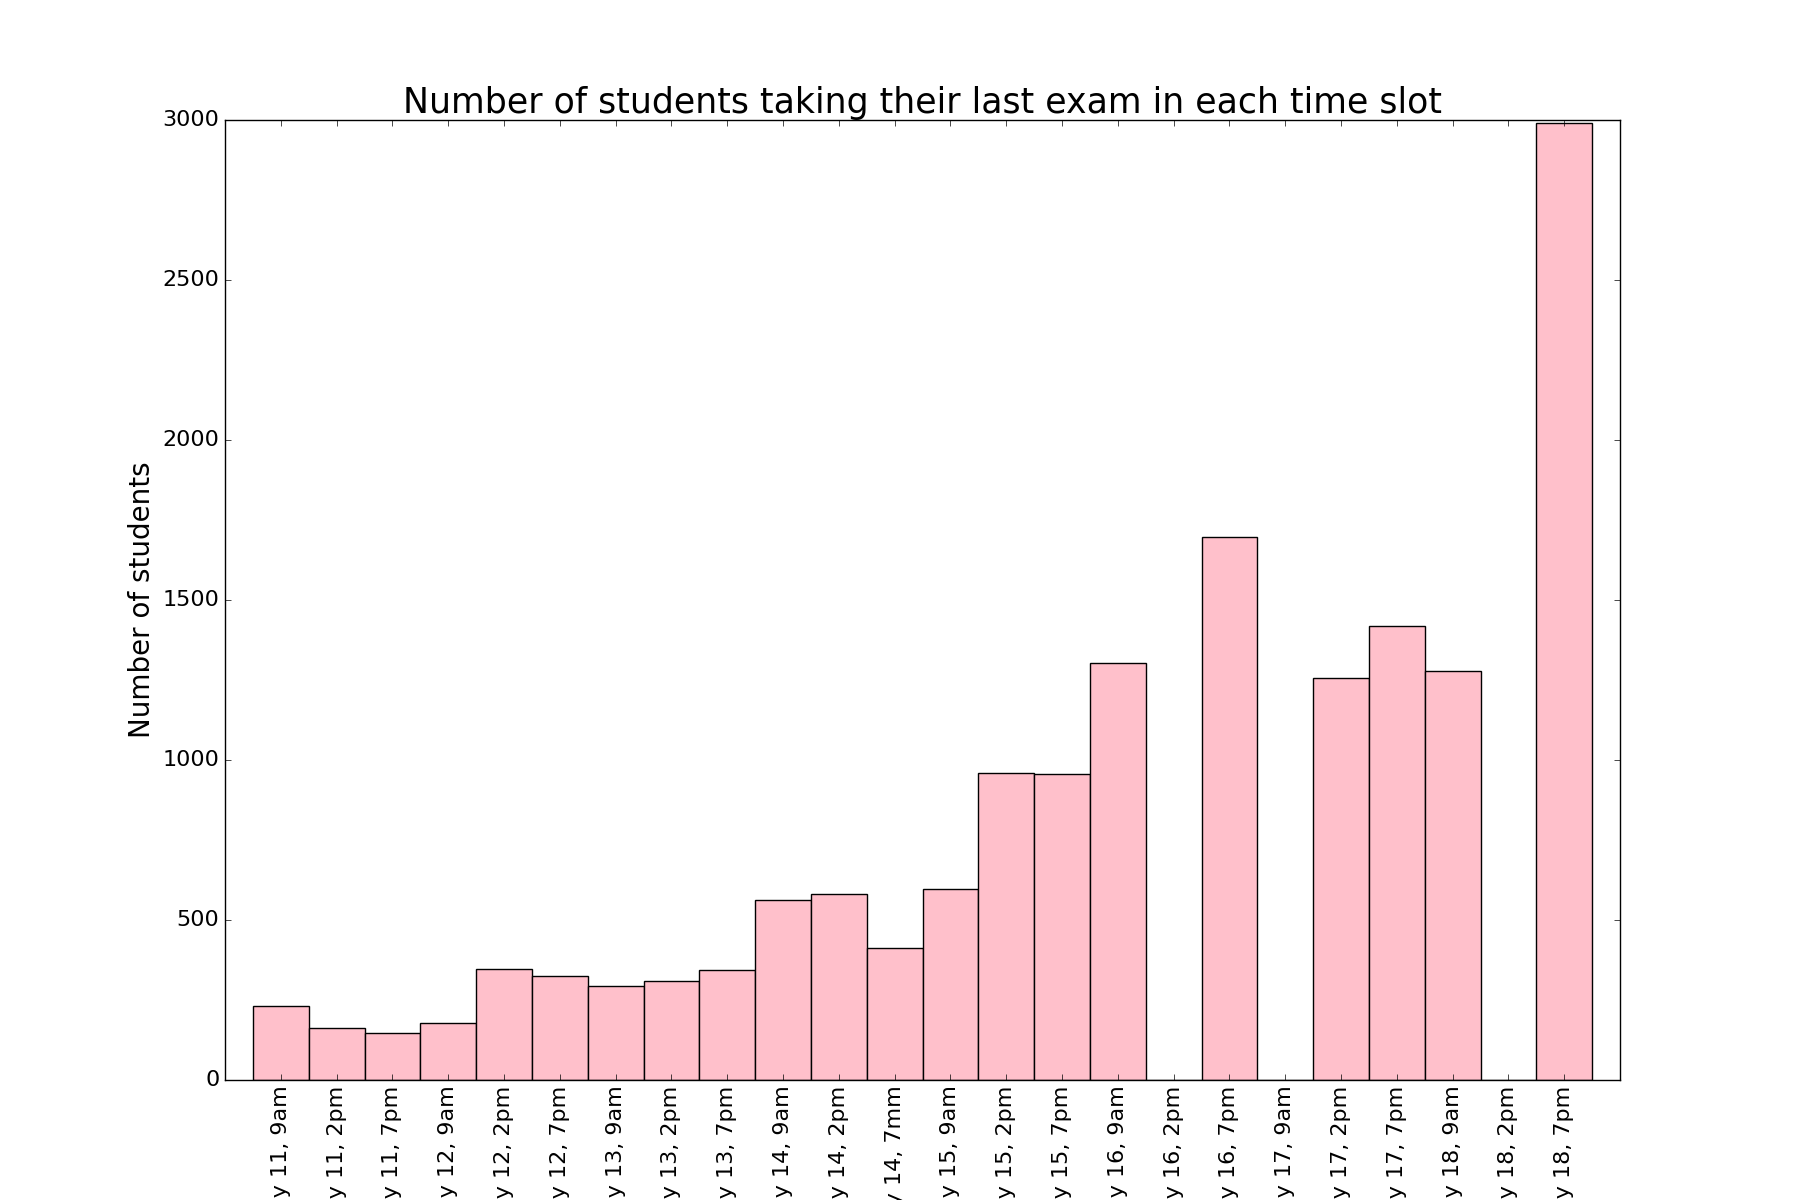 Number of students taking their last exam in each time slot
Number of students
3000
2500
2000
1500
1000
500
0
y 11, 9am
y 11, 2pm
y 11, 7pm
y 12, 9am
y 12, 2pm
y 12, 7pm
y 13, 9am
y 13, 2pm
y 13, 7pm
y 14, 9am
y 14, 2pm
y 14, 7mm
y 15, 9am
y 15, 2pm
y 15, 7pm
y 16, 9am
y 16, 2pm
y 16, 7pm
y 17, 9am
y 17, 2pm
y 17, 7pm
y 18, 9am
y 18, 2pm
y 18, 7pm